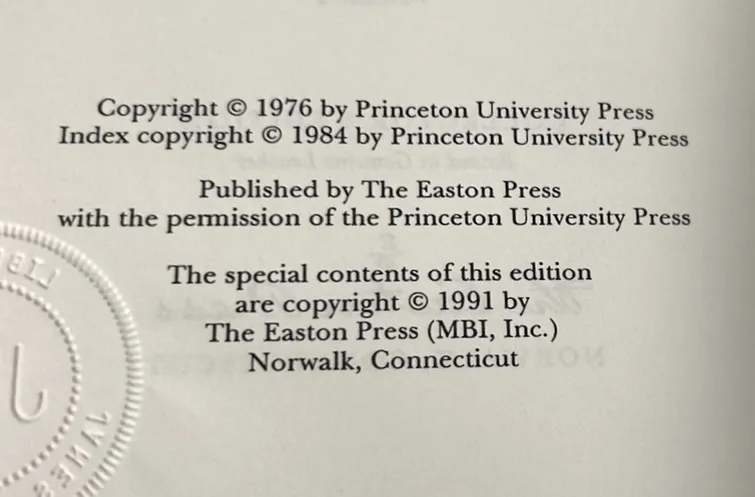 Copyright © 1976 by Princeton University Press
Index copyright © 1984 by Princeton University Press
Published by The Easton Press
with the permission of the Princeton University Press
The special contents of this edition
are copyright © 1991 by
The Easton Press (MBI, Inc.)
Norwalk, Connecticut